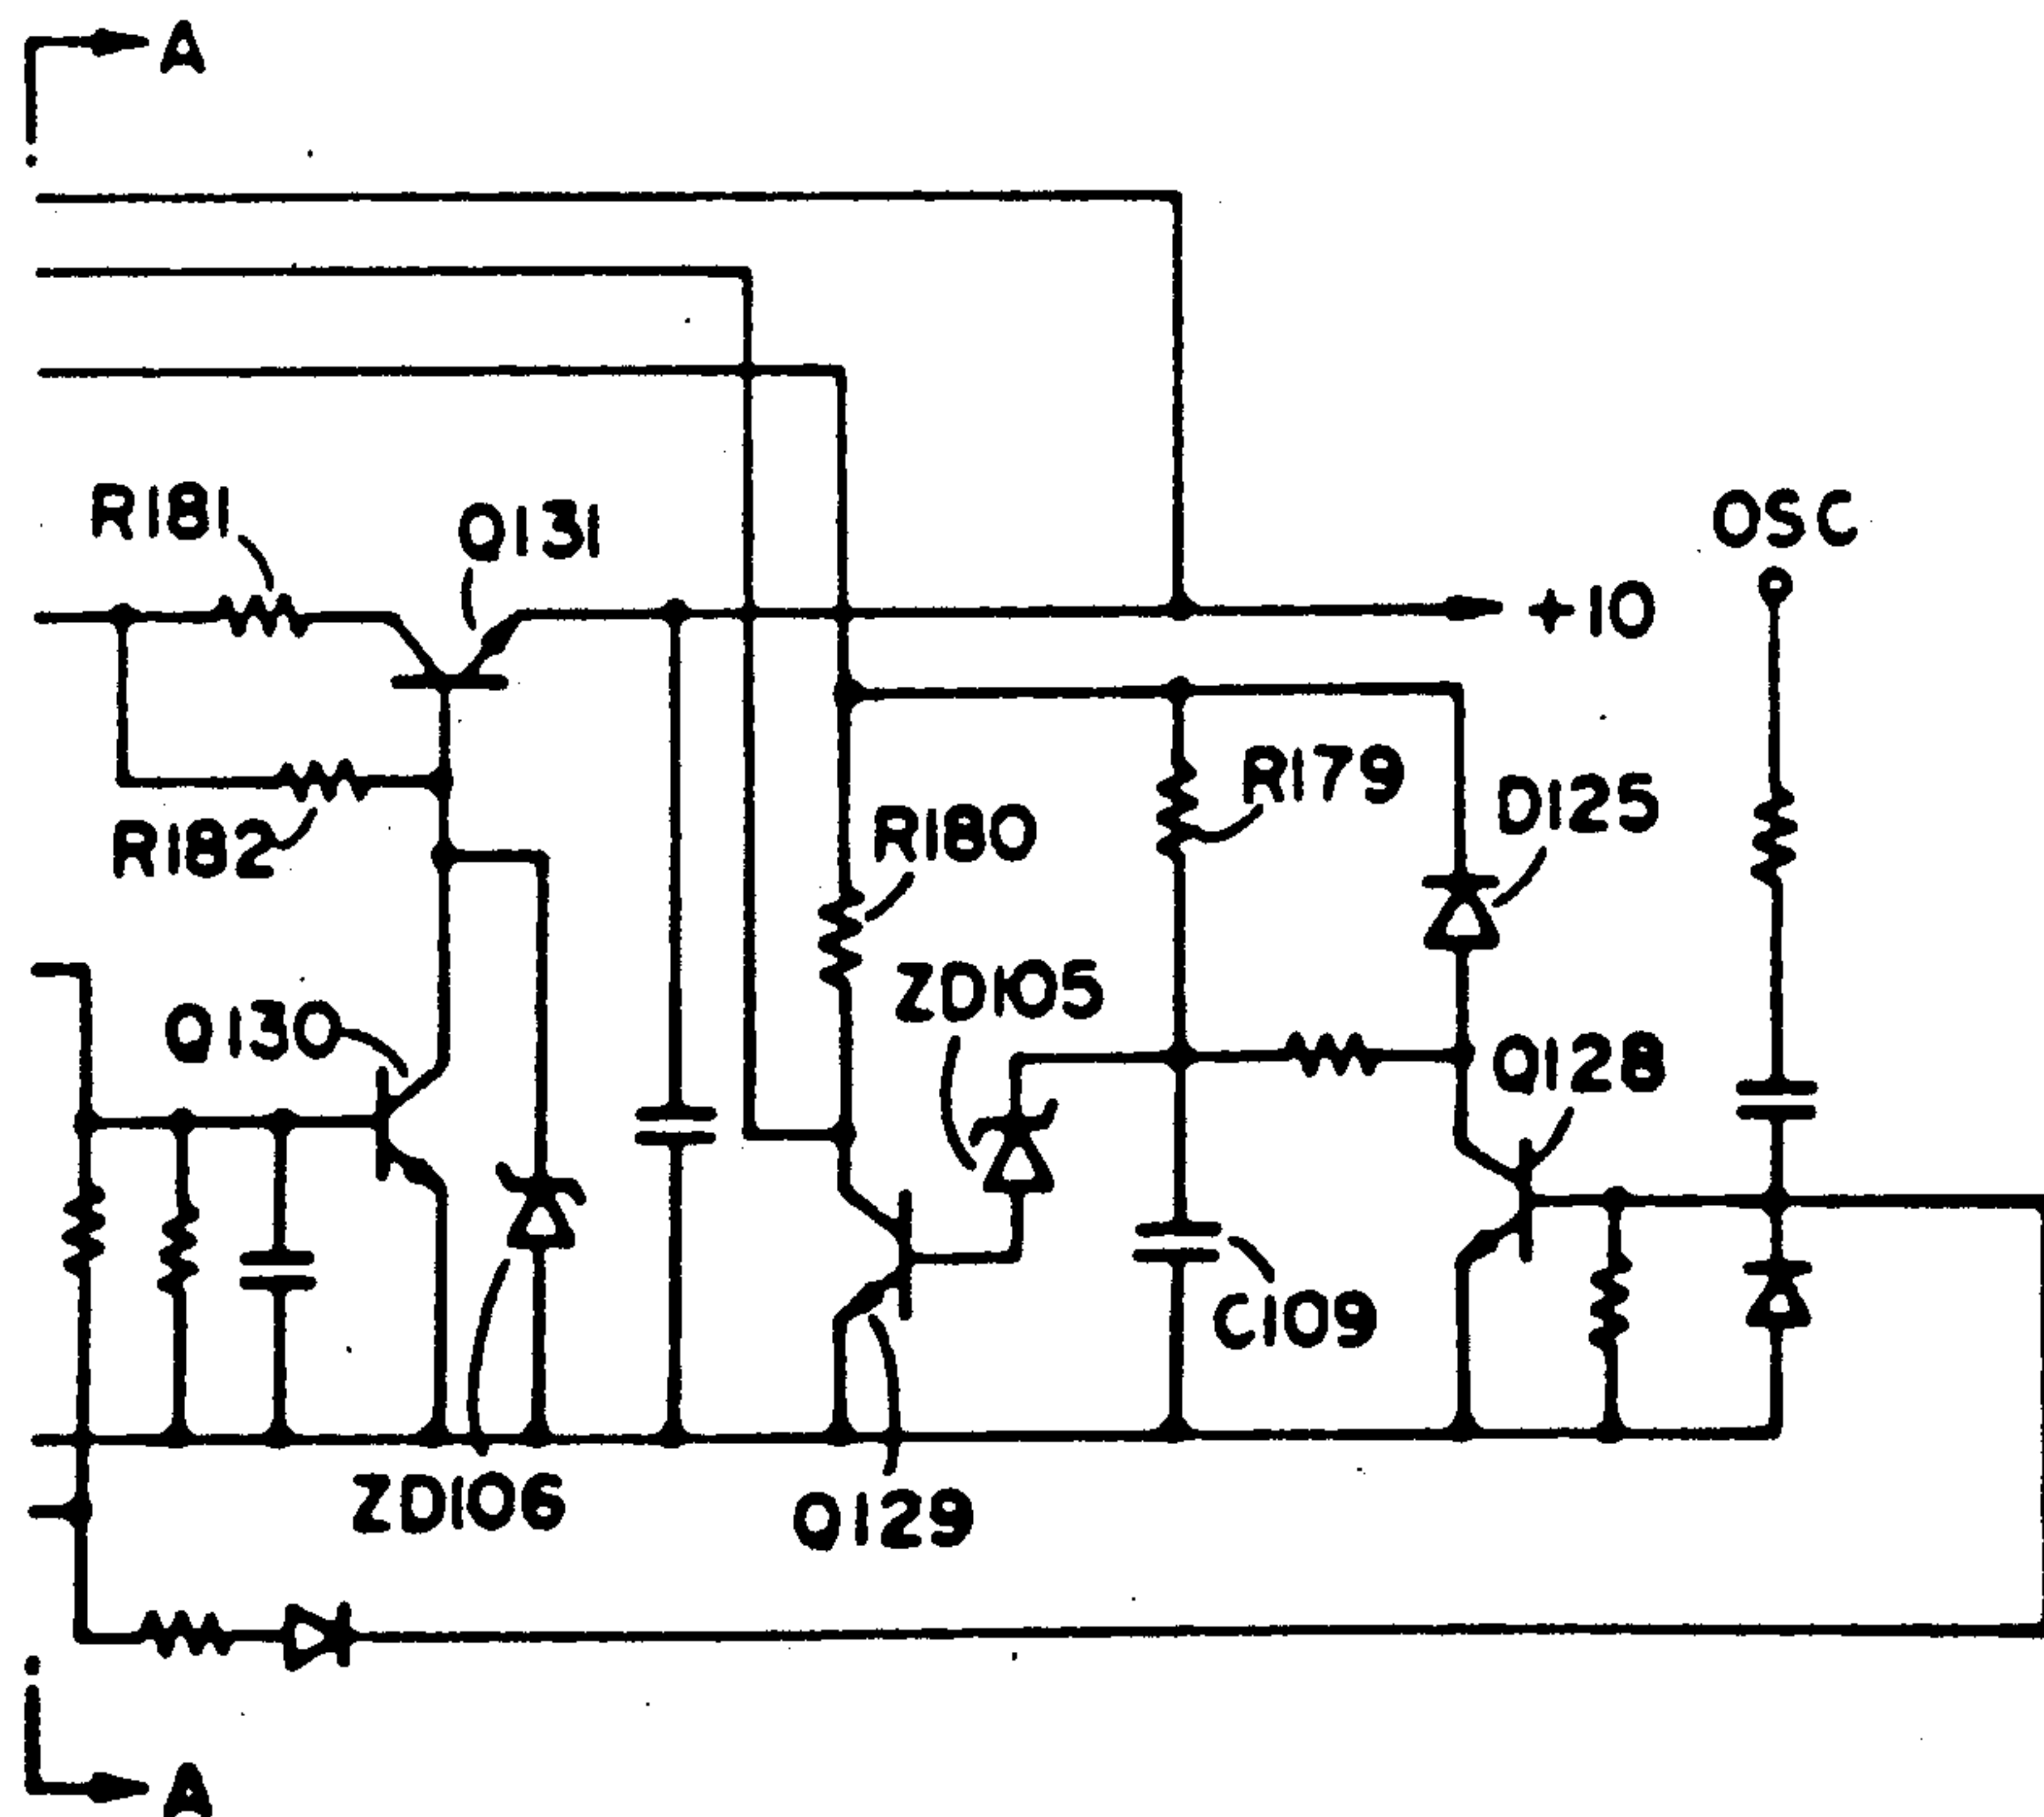 A
R181
Q131
OSC
+10
R179
D125
R180
R182
ZD105
Q130
Q128
C109
ZD106
Q129
A